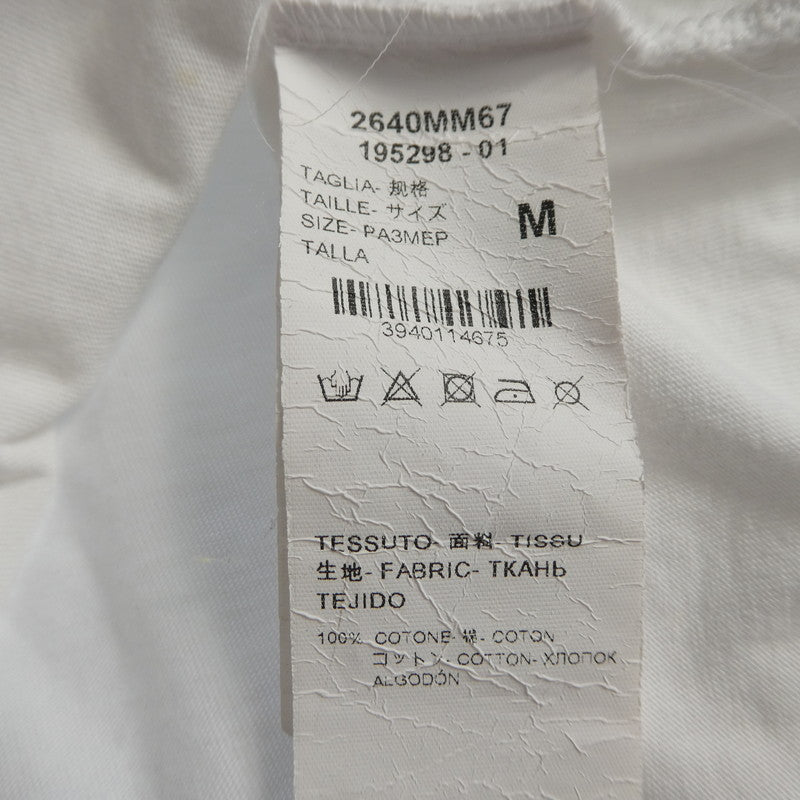 2640MM67
195298 - 01
TAGLIA- 规格
TAILLE- サイズ
SIZE- РАЗМЕР
TALLA
M
3940114675
TESSUTO- 面料- TISSU
生地- FABRIC- ТКАНЬ
TEJIDO
100% COTONE- 棉- COTON
コットン- COTTON- ХЛОПОК
ALGODÓN